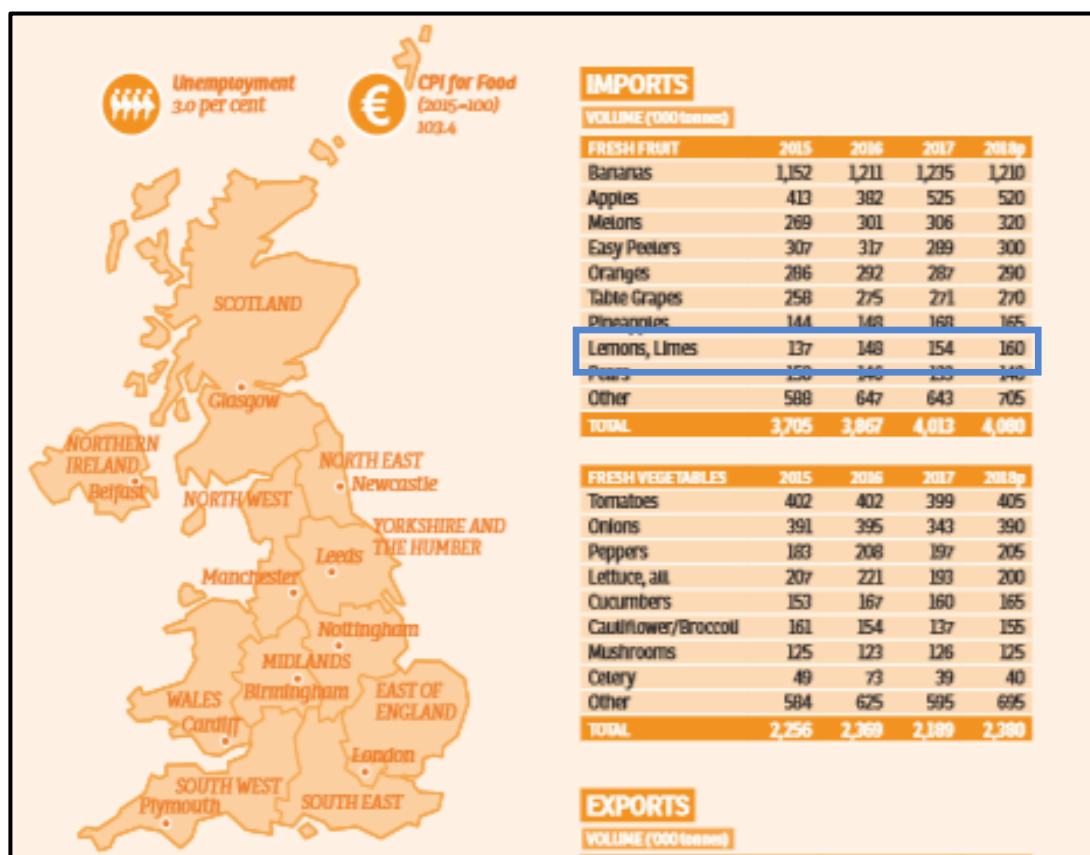 Unemployment
3.0 per cent
€
CPI for Food
(2015=100)
103.4
SCOTLAND
Glasgow
NORTHERN
IRELAND
Belfast
NORTH EAST
Newcastle
NORTH WEST
YORKSHIRE AND
THE HUMBER
Leeds
Manchester
Nottingham
MIDLANDS
Birmingham
WALES
Cardiff
EAST OF
ENGLAND
London
SOUTH WEST
Plymouth
SOUTH EAST
IMPORTS
VOLUME ('000 tonnes)
FRESH FRUIT 2015 2016 2017 2018p
Bananas 1,152 1,211 1,235 1,210
Apples 413 382 525 520
Melons 269 301 306 320
Easy Peelers 307 317 289 300
Oranges 286 292 287 290
Table Grapes 258 275 271 270
Pineapples 144 148 168 165
Lemons, Limes 137 148 154 160
Pears 146 140
Other 588 647 643 705
TOTAL 3,705 3,867 4,013 4,080
FRESH VEGETABLES 2015 2016 2017 2018p
Tomatoes 402 402 399 405
Onions 391 395 343 390
Peppers 183 208 197 205
Lettuce, all 207 221 193 200
Cucumbers 153 167 160 165
Cauliflower/Broccoli 161 154 137 155
Mushrooms 125 123 126 125
Celery 49 73 39 40
Other 584 625 595 695
TOTAL 2,256 2,369 2,189 2,380
EXPORTS
VOLUME ('000 tonnes)